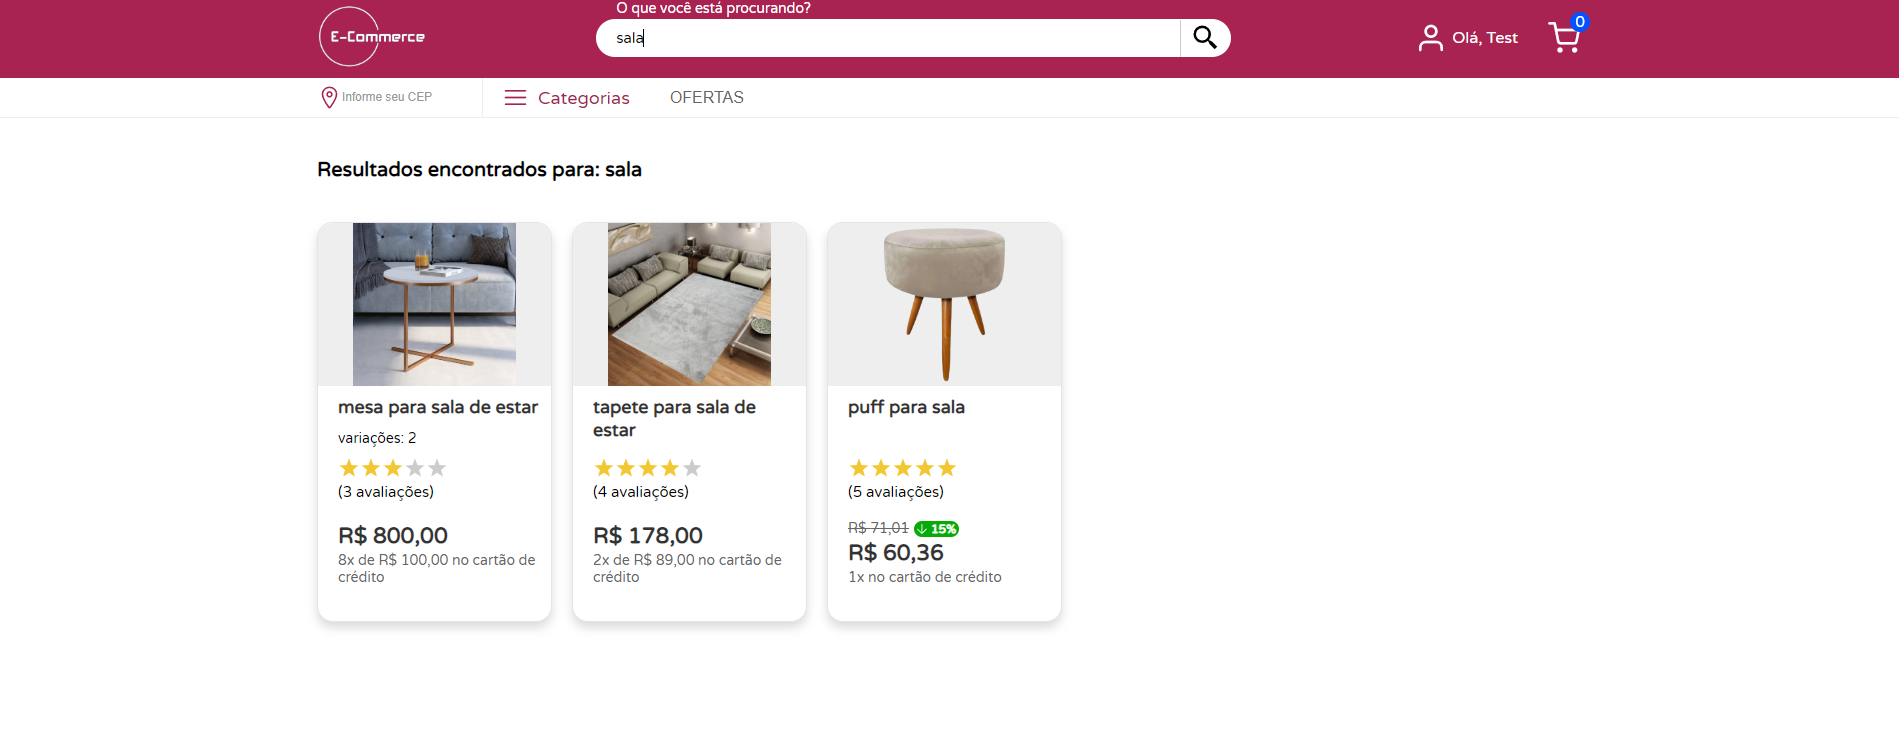 O que você está procurando?
E-Commerce
sala
Olá, Test
0
Informe seu CEP
Categorias
OFERTAS
Resultados encontrados para: sala
mesa para sala de estar
variações: 2
(3 avaliações)
R$ 800,00
8x de R$ 100,00 no cartão de
crédito
tapete para sala de
estar
(4 avaliações)
R$ 178,00
2x de R$ 89,00 no cartão de
crédito
puff para sala
(5 avaliações)
R$ 71,01 ↓ 15%
R$ 60,36
1x no cartão de crédito